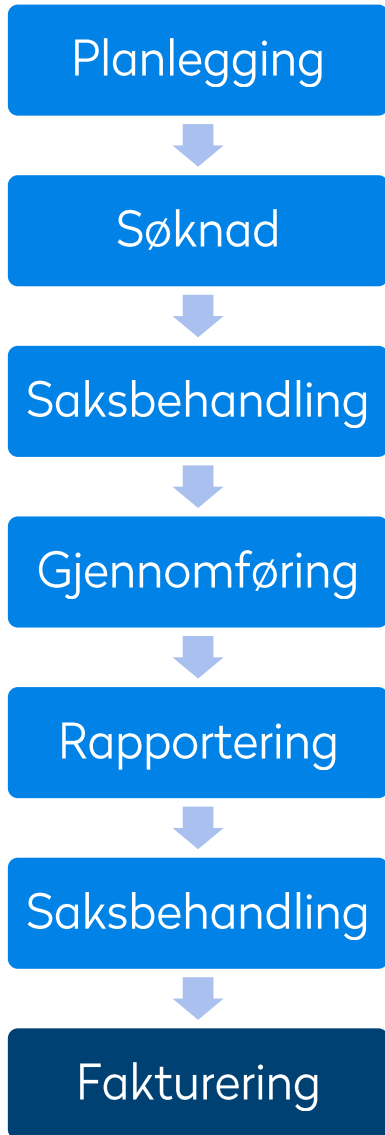 Planlegging
Søknad
Saksbehandling
Gjennomføring
Rapportering
Saksbehandling
Fakturering